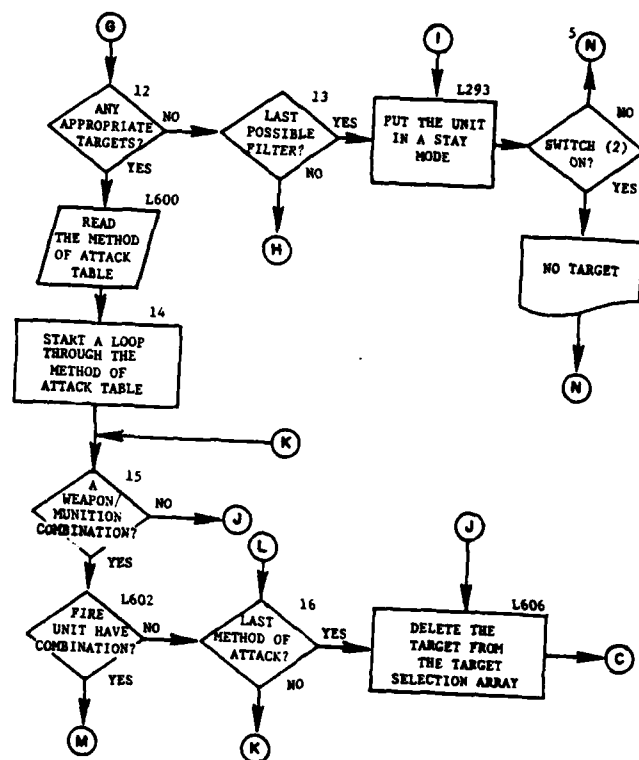 G
12
ANY
APPROPRIATE
TARGETS?
NO
YES
13
LAST
POSSIBLE
FILTER?
YES
NO
H
I
L293
PUT THE UNIT
IN A STAY
MODE
5
N
NO
SWITCH (2)
ON?
YES
NO TARGET
N
L600
READ
THE METHOD
OF ATTACK
TABLE
14
START A LOOP
THROUGH THE
METHOD OF
ATTACK TABLE
K
15
A
WEAPON/
MUNITION
COMBINATION?
NO
J
YES
L602
FIRE
UNIT HAVE
COMBINATION?
NO
YES
M
L
16
LAST
METHOD OF
ATTACK?
YES
NO
K
J
L606
DELETE THE
TARGET FROM
THE TARGET
SELECTION ARRAY
C